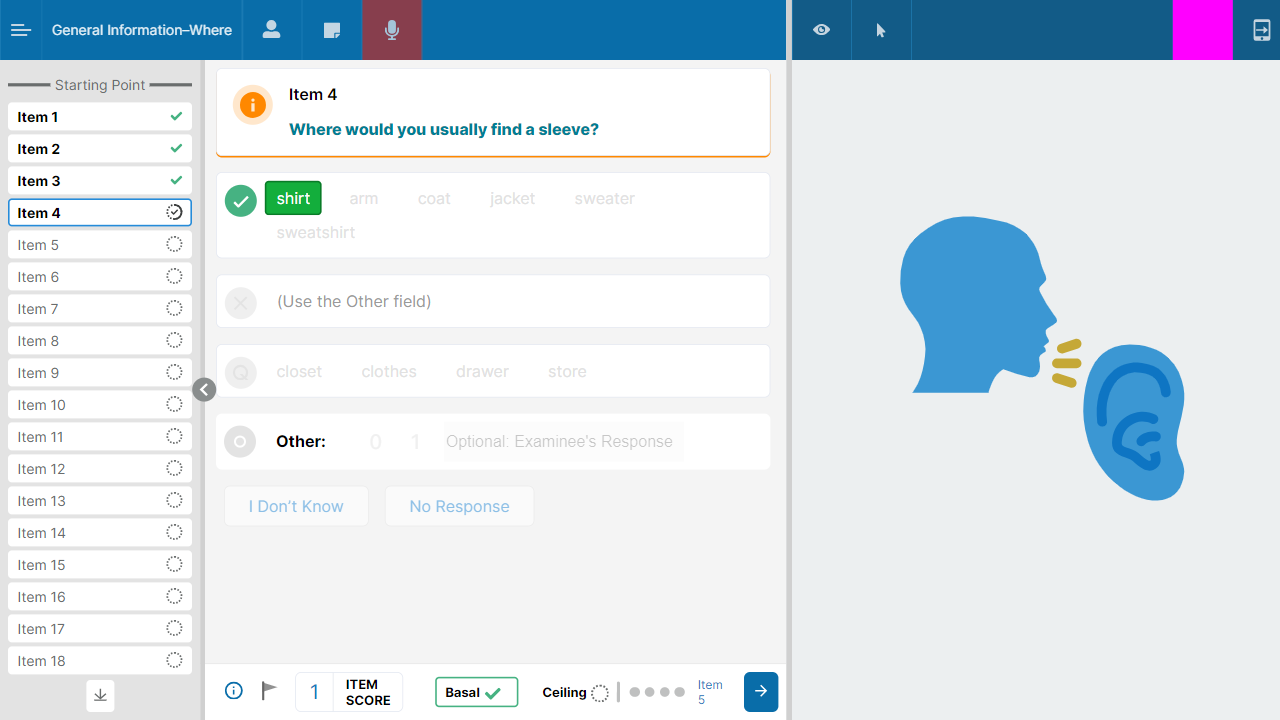 General Information–Where
Starting Point
Item 1
Item 2
Item 3
Item 4
Item 5
Item 6
Item 7
Item 8
Item 9
Item 10
Item 11
Item 12
Item 13
Item 14
Item 15
Item 16
Item 17
Item 18
Item 4
Where would you usually find a sleeve?
shirt arm coat jacket sweater
sweatshirt
(Use the Other field)
Q closet clothes drawer store
O Other: 0 1 Optional: Examinee's Response
I Don't Know No Response
1 ITEM SCORE Basal Ceiling Item 5